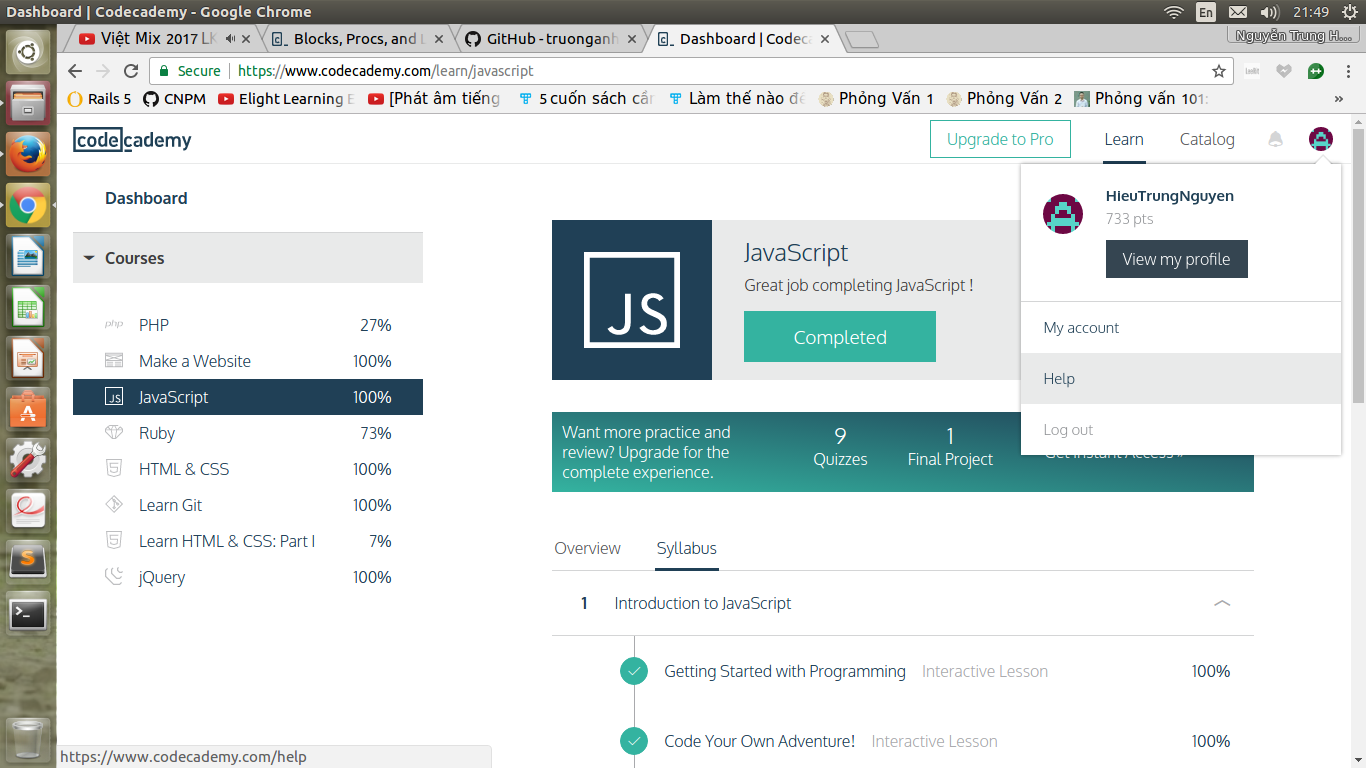 Dashboard | Codecademy - Google Chrome
En
21:49
Việt Mix 2017 LK
Blocks, Procs, and L
GitHub - truonganh
Dashboard | Codeca
Nguyễn Trung H...
Secure
https://www.codecademy.com/learn/javascript
Rails 5
CNPM
Elight Learning E
[Phát âm tiếng
5 cuốn sách cần
Làm thế nào để
Phỏng Vấn 1
Phỏng Vấn 2
Phỏng vấn 101:
»
codecademy
Upgrade to Pro
Learn
Catalog
Dashboard
Courses
php PHP 27%
Make a Website 100%
JS JavaScript 100%
Ruby 73%
HTML & CSS 100%
Learn Git 100%
Learn HTML & CSS: Part I 7%
jQuery 100%
JS
JavaScript
Great job completing JavaScript !
Completed
HieuTrungNguyen
733 pts
View my profile
My account
Help
Log out
Want more practice and
review? Upgrade for the
complete experience.
9
Quizzes
1
Final Project
Get Instant Access »
Overview
Syllabus
1 Introduction to JavaScript
Getting Started with Programming Interactive Lesson 100%
Code Your Own Adventure! Interactive Lesson 100%
https://www.codecademy.com/help